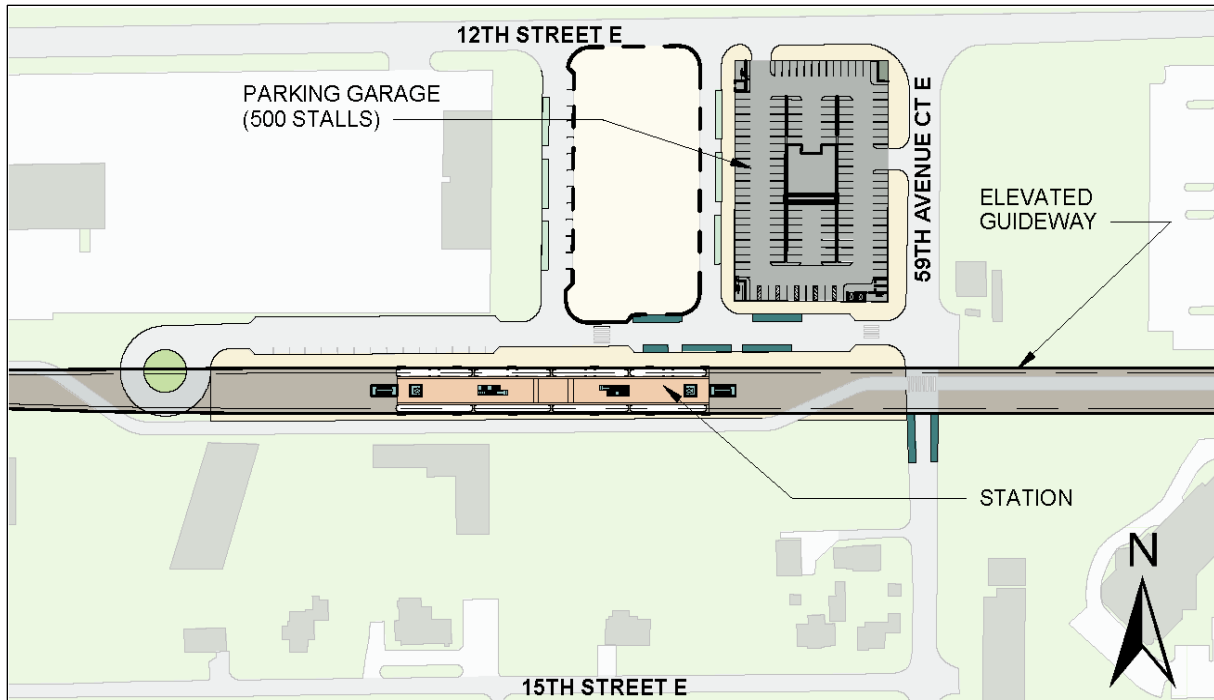 12TH STREET E
PARKING GARAGE
(500 STALLS)
59TH AVENUE CT E
ELEVATED
GUIDEWAY
STATION
N
15TH STREET E